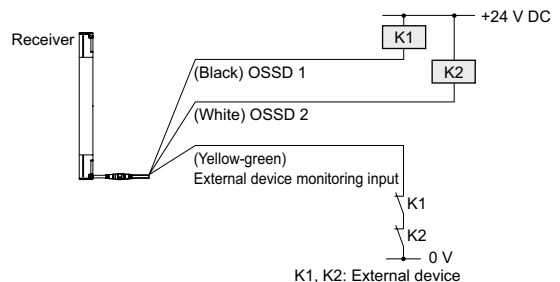 +24 V DC
Receiver
K1
K2
(Black) OSSD 1
(White) OSSD 2
(Yellow-green)
External device monitoring input
K1
K2
0 V
K1, K2: External device